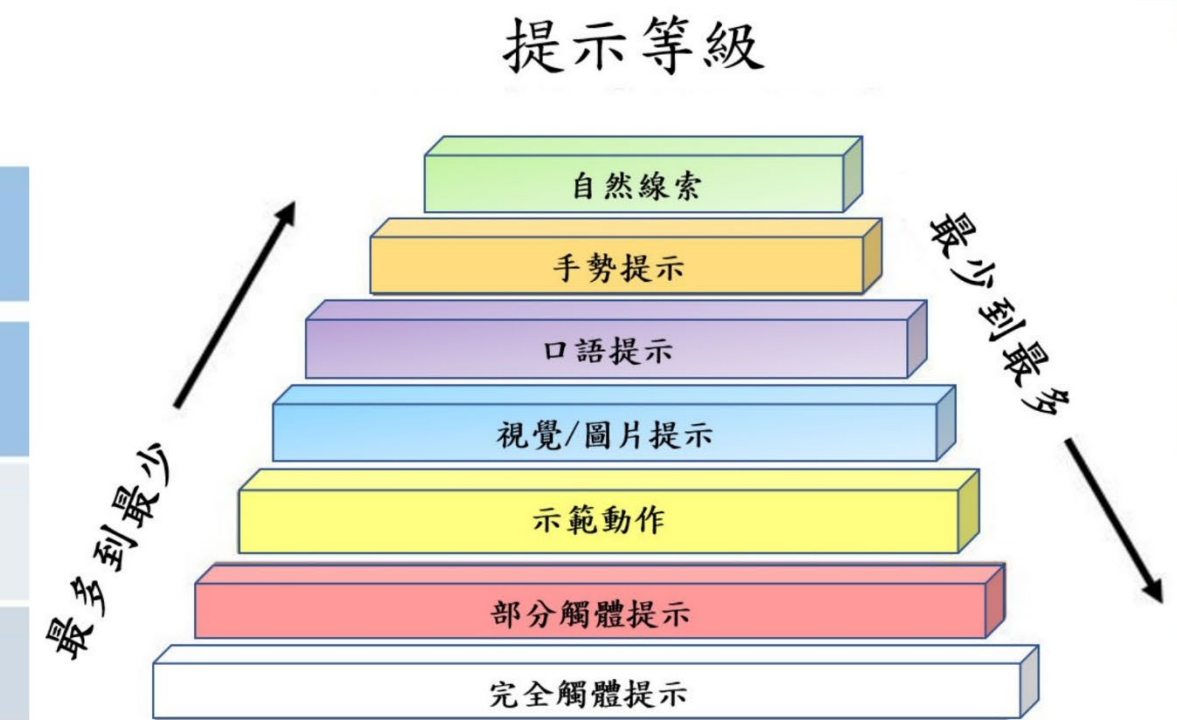 提示等級
自然線索
手勢提示
口語提示
視覺/圖片提示
示範動作
部分觸體提示
完全觸體提示
最多到最少
最少到最多